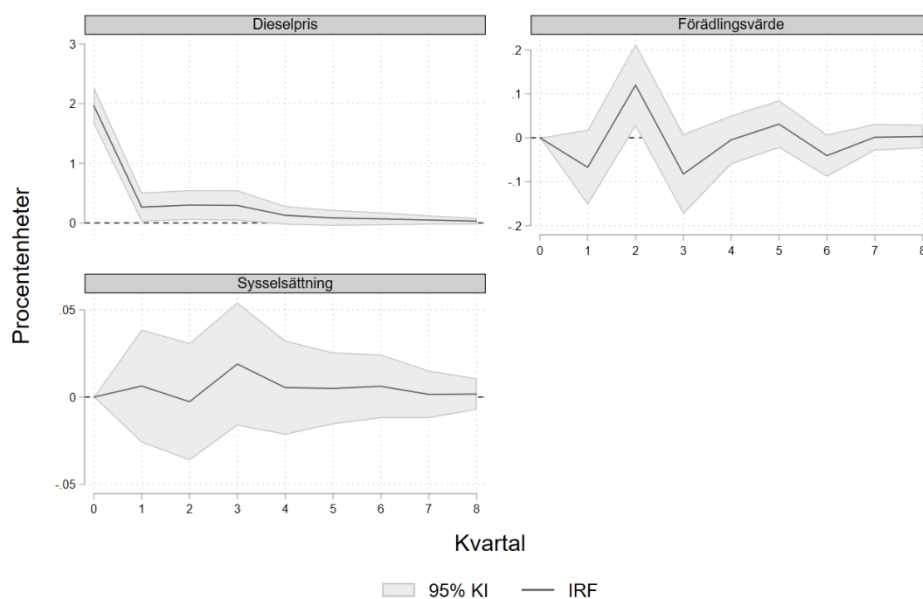 Dieselpris
Förädlingsvärde
3
2
1
0
.2
.1
0
-.1
-.2
0 1 2 3 4 5 6 7 8
Sysselsättning
.05
0
-.05
0 1 2 3 4 5 6 7 8
Procentenheter
Kvartal
95% KI
IRF